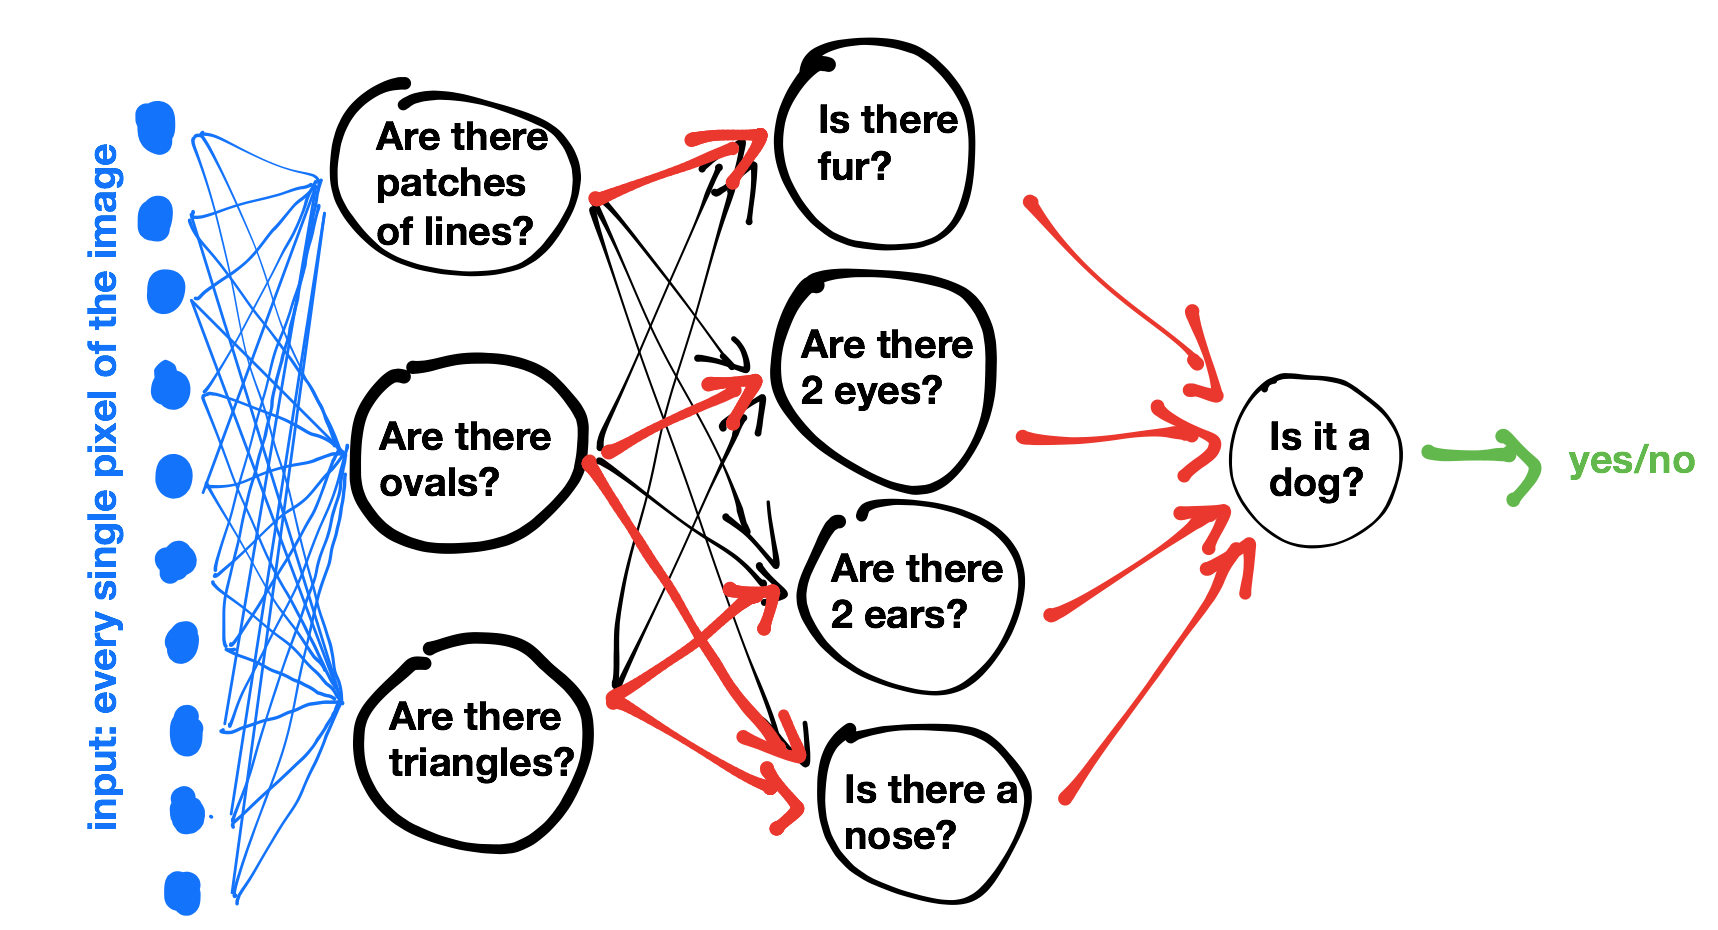 input: every single pixel of the image
Are there
patches
of lines?
Are there
ovals?
Are there
triangles?
Is there
fur?
Are there
2 eyes?
Are there
2 ears?
Is there a
nose?
Is it a
dog?
yes/no